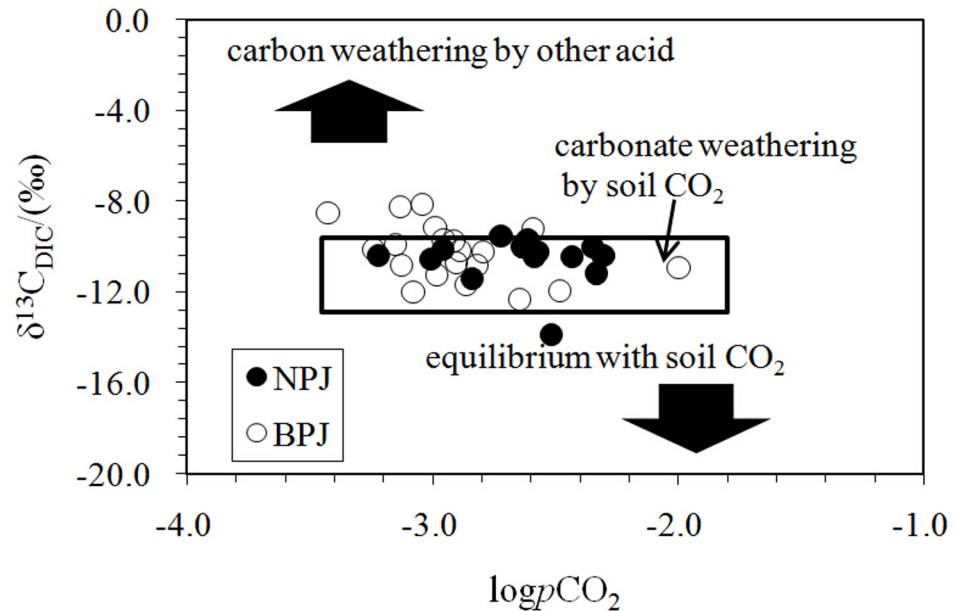 0.0
carbon weathering by other acid
-4.0
carbonate weathering
by soil CO₂
-8.0
-12.0
equilibrium with soil CO₂
-16.0
NPJ
BPJ
-20.0
-4.0
-3.0
-2.0
-1.0
logpCO₂
δ¹³C_DIC/(‰)